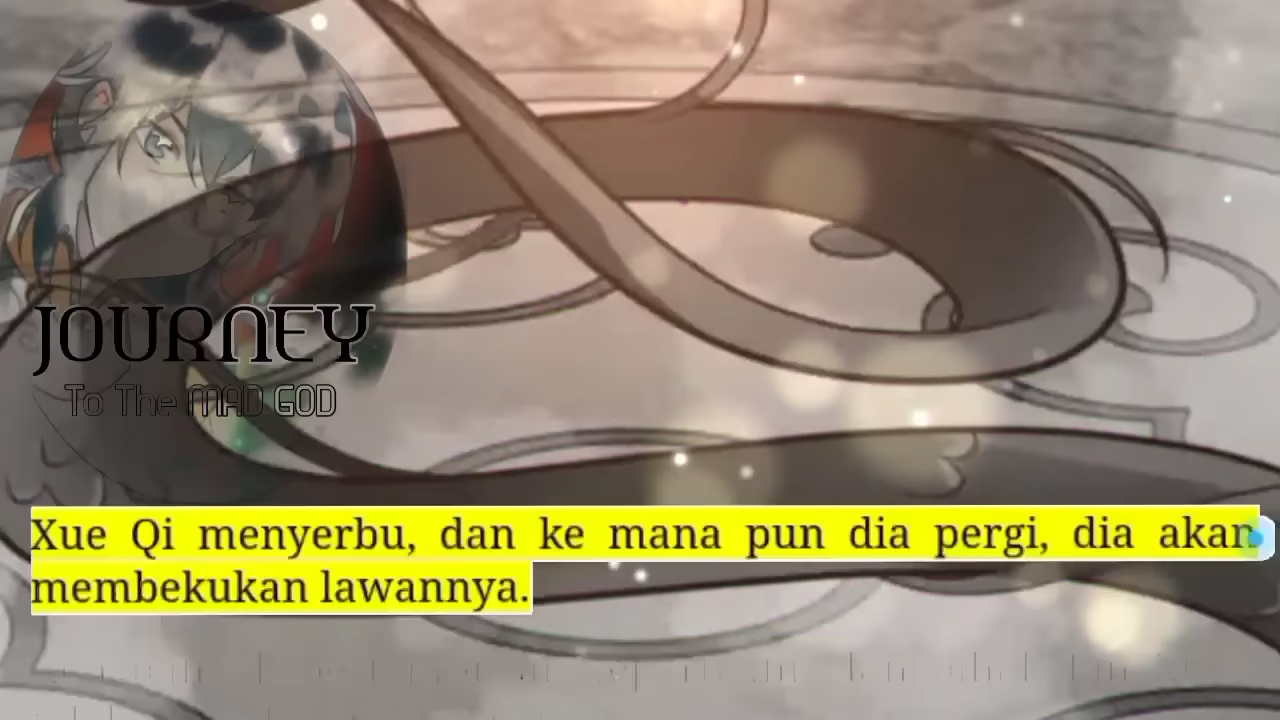 JOURNEY
To The MAD GOD
Xue Qi menyerbu, dan ke mana pun dia pergi, dia akan
membekukan lawannya.